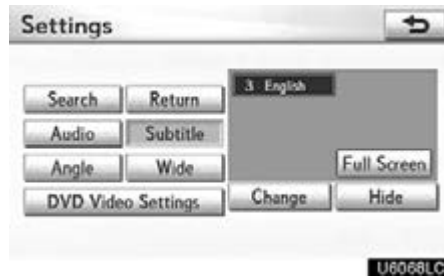 Settings
Search Return
Audio Subtitle
Angle Wide
DVD Video Settings
3 English
Full Screen
Change Hide
U6068LC